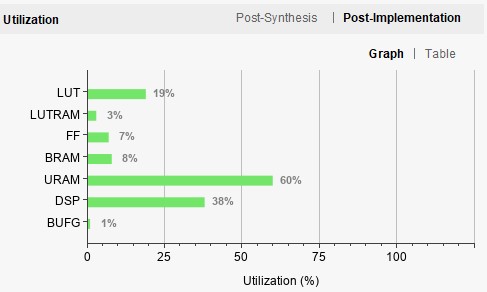 Utilization Post-Synthesis | Post-Implementation
Graph | Table
LUT 19%
LUTRAM 3%
FF 7%
BRAM 8%
URAM 60%
DSP 38%
BUFG 1%
0 25 50 75 100
Utilization (%)